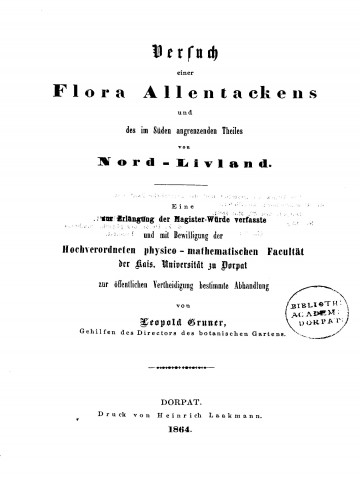 Versuch
einer
Flora Allentackens
und
des im Süden angrenzenden Theiles
von
Nord-Livland.
Eine
zur Erlangung der Magister-Würde verfasste
und mit Bewilligung der
Hochverordneten physico-mathematischen Facultät
der Kais. Universität zu Dorpat
zur öffentlichen Vertheidigung bestimmte Abhandlung
von
Leopold Gruner,
Gehilfen des Directors des botanischen Gartens.
BIBLIOTH:
ACADEM:
DORPAT:
DORPAT.
Druck von Heinrich Laakmann.
1864.